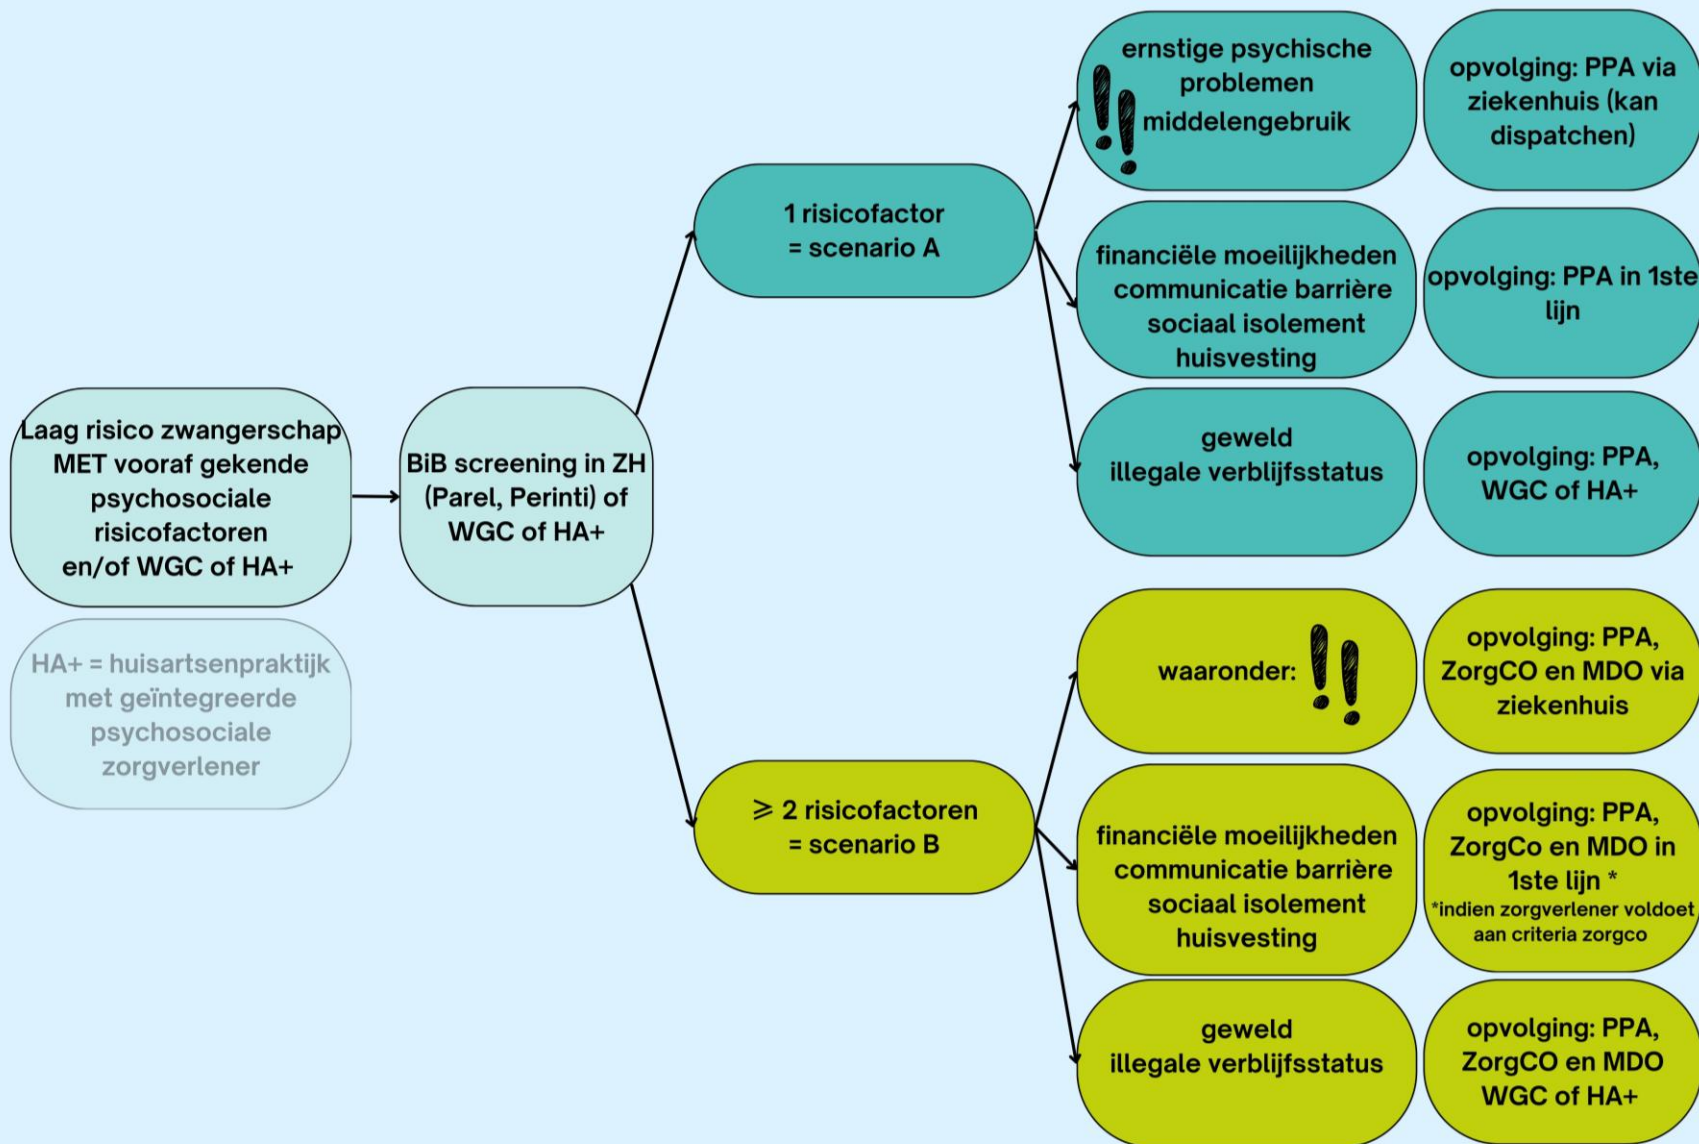 Laag risico zwangerschap
MET vooraf gekende
psychosociale
risicofactoren
en/of WGC of HA+
HA+ = huisartsenpraktijk
met geïntegreerde
psychosociale
zorgverlener
BiB screening in ZH
(Parel, Perinti) of
WGC of HA+
1 risicofactor
= scenario A
ernstige psychische
problemen
middelengebruik
!!
opvolging: PPA via
ziekenhuis (kan
dispatchen)
financiële moeilijkheden
communicatie barrière
sociaal isolement
huisvesting
opvolging: PPA in 1ste
lijn
geweld
illegale verblijfsstatus
opvolging: PPA,
WGC of HA+
⩾ 2 risicofactoren
= scenario B
waaronder: !!
opvolging: PPA,
ZorgCO en MDO via
ziekenhuis
financiële moeilijkheden
communicatie barrière
sociaal isolement
huisvesting
opvolging: PPA,
ZorgCo en MDO in
1ste lijn *
*indien zorgverlener voldoet
aan criteria zorgco
geweld
illegale verblijfsstatus
opvolging: PPA,
ZorgCO en MDO
WGC of HA+